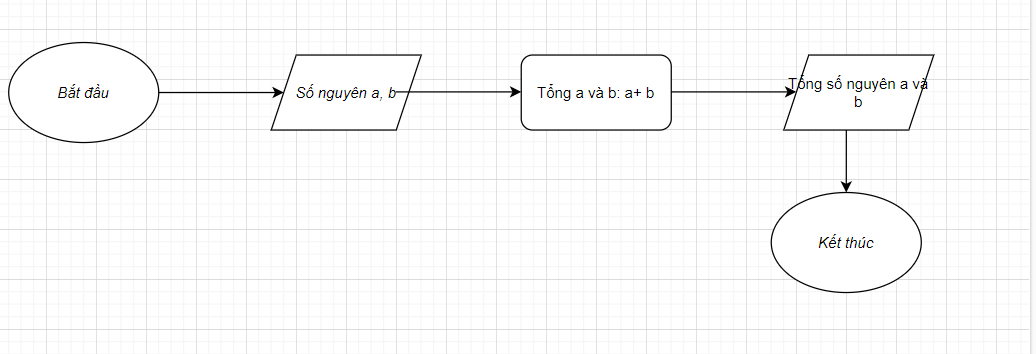 Bắt đầu
Số nguyên a, b
Tổng a và b: a+ b
Tổng số nguyên a và
b
Kết thúc